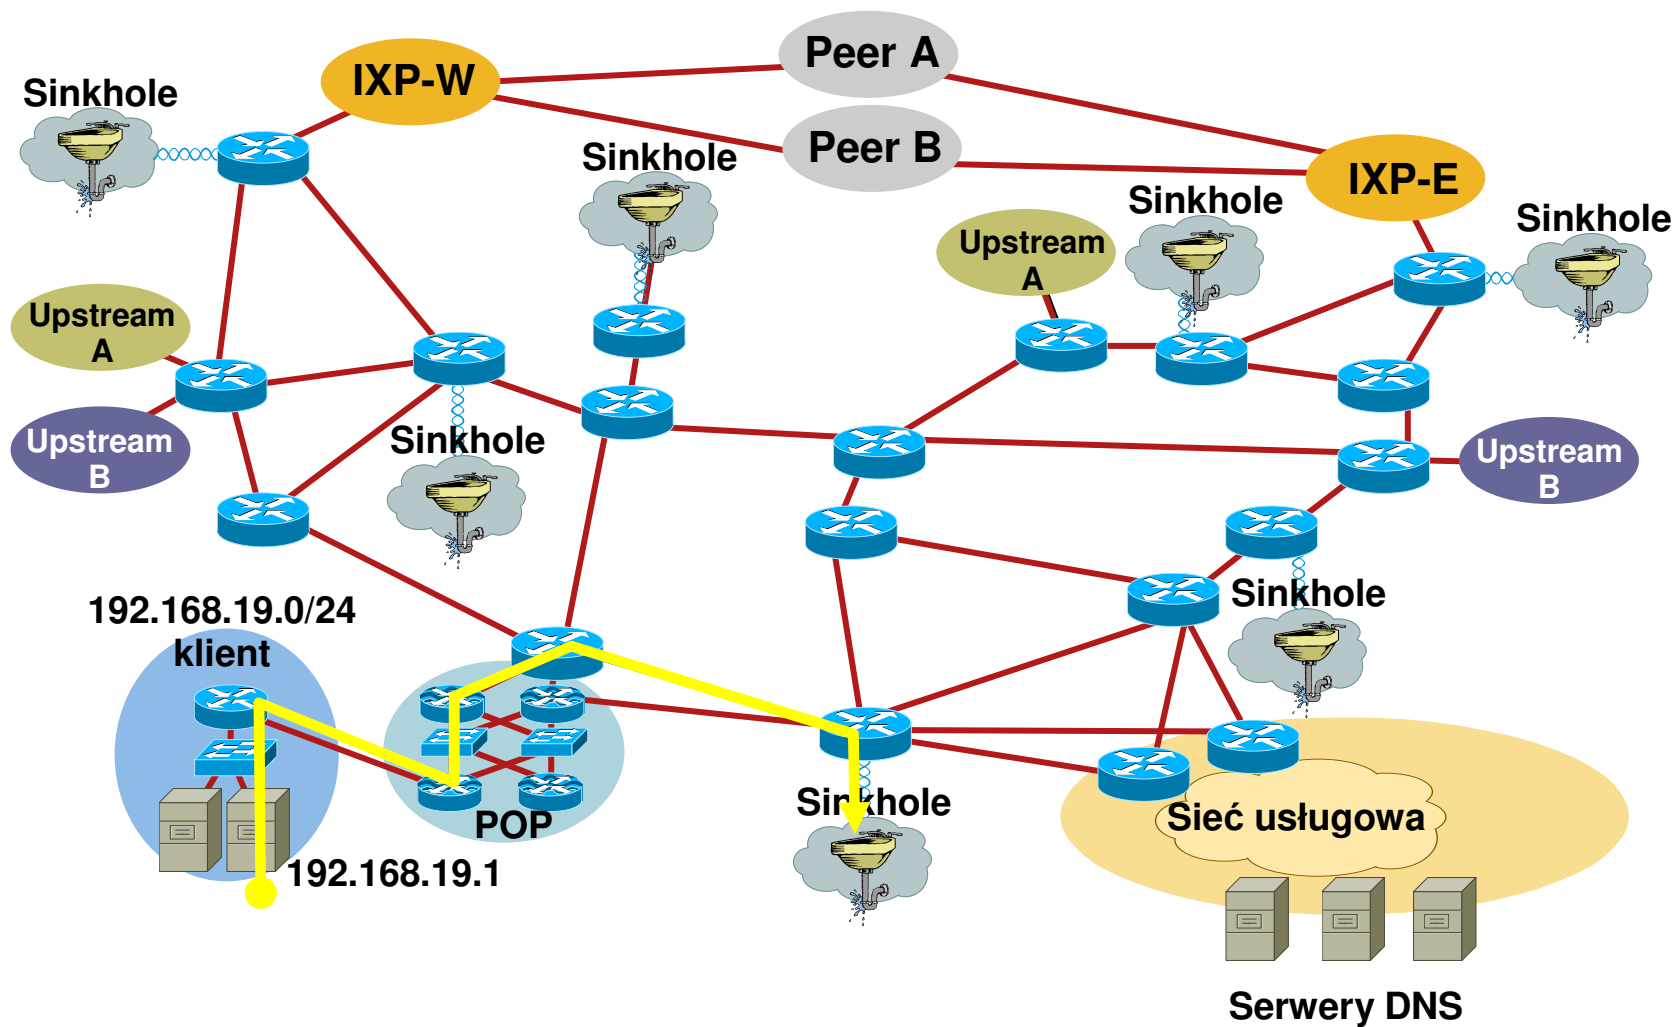 Peer A
IXP-W
Sinkhole
Peer B
Sinkhole
IXP-E
Sinkhole
Sinkhole
Upstream
A
Upstream
A
Upstream
B
Sinkhole
Upstream
B
Sinkhole
192.168.19.0/24
klient
Sinkhole
POP
Sieć usługowa
192.168.19.1
Serwery DNS